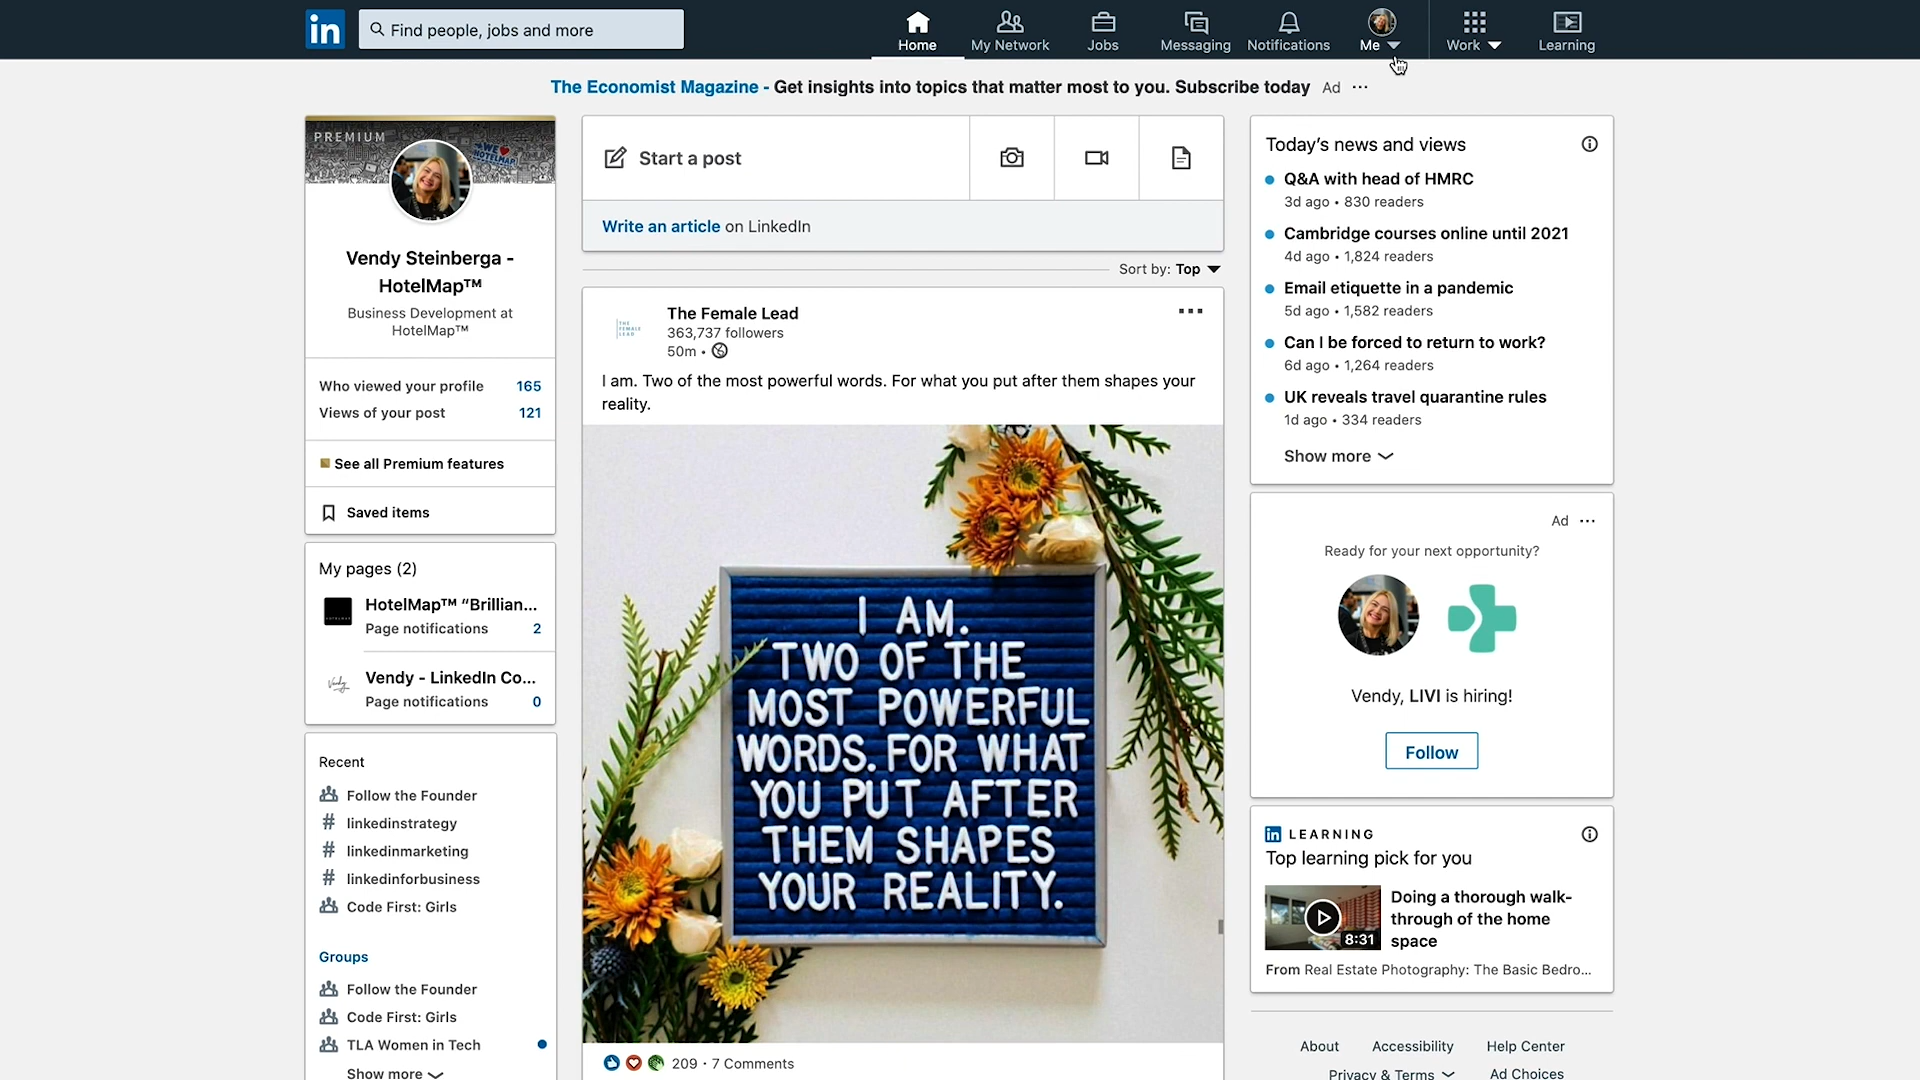 in
Find people, jobs and more
Home
My Network
Jobs
Messaging
Notifications
Me
Work
Learning
The Economist Magazine - Get insights into topics that matter most to you. Subscribe today Ad
PREMIUM
WE
HOTELMAP
Vendy Steinberga -
HotelMap™
Business Development at
HotelMap™
Who viewed your profile 165
Views of your post 121
See all Premium features
Saved items
My pages (2)
HotelMap™ “Brillian...
Page notifications 2
Vendy
Vendy - LinkedIn Co...
Page notifications 0
Recent
Follow the Founder
# linkedinstrategy
# linkedinmarketing
# linkedinforbusiness
Code First: Girls
Groups
Follow the Founder
Code First: Girls
TLA Women in Tech
Show more
Start a post
Write an article on LinkedIn
Sort by: Top
THE
FEMALE
LEAD
The Female Lead
363,737 followers
50m •
I am. Two of the most powerful words. For what you put after them shapes your
reality.
I AM.
TWO OF THE
MOST POWERFUL
WORDS. FOR WHAT
YOU PUT AFTER
THEM SHAPES
YOUR REALITY.
209 · 7 Comments
Today’s news and views
Q&A with head of HMRC
3d ago • 830 readers
Cambridge courses online until 2021
4d ago • 1,824 readers
Email etiquette in a pandemic
5d ago • 1,582 readers
Can I be forced to return to work?
6d ago • 1,264 readers
UK reveals travel quarantine rules
1d ago • 334 readers
Show more
Ad
Ready for your next opportunity?
Vendy, LIVI is hiring!
Follow
in LEARNING
Top learning pick for you
8:31
Doing a thorough walk-
through of the home
space
From Real Estate Photography: The Basic Bedro...
About Accessibility Help Center
Privacy & Terms Ad Choices